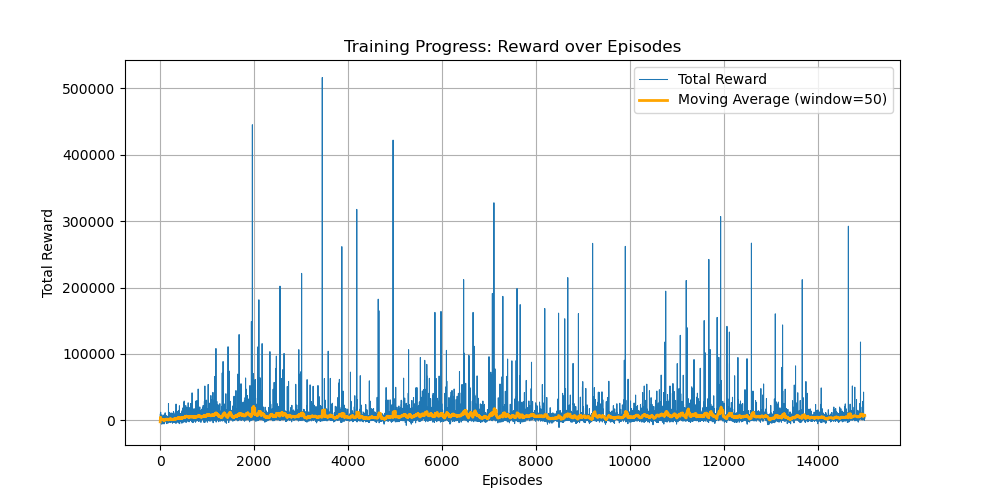 Training Progress: Reward over Episodes
Total Reward
Moving Average (window=50)
Total Reward
500000
400000
300000
200000
100000
0
0 2000 4000 6000 8000 10000 12000 14000
Episodes